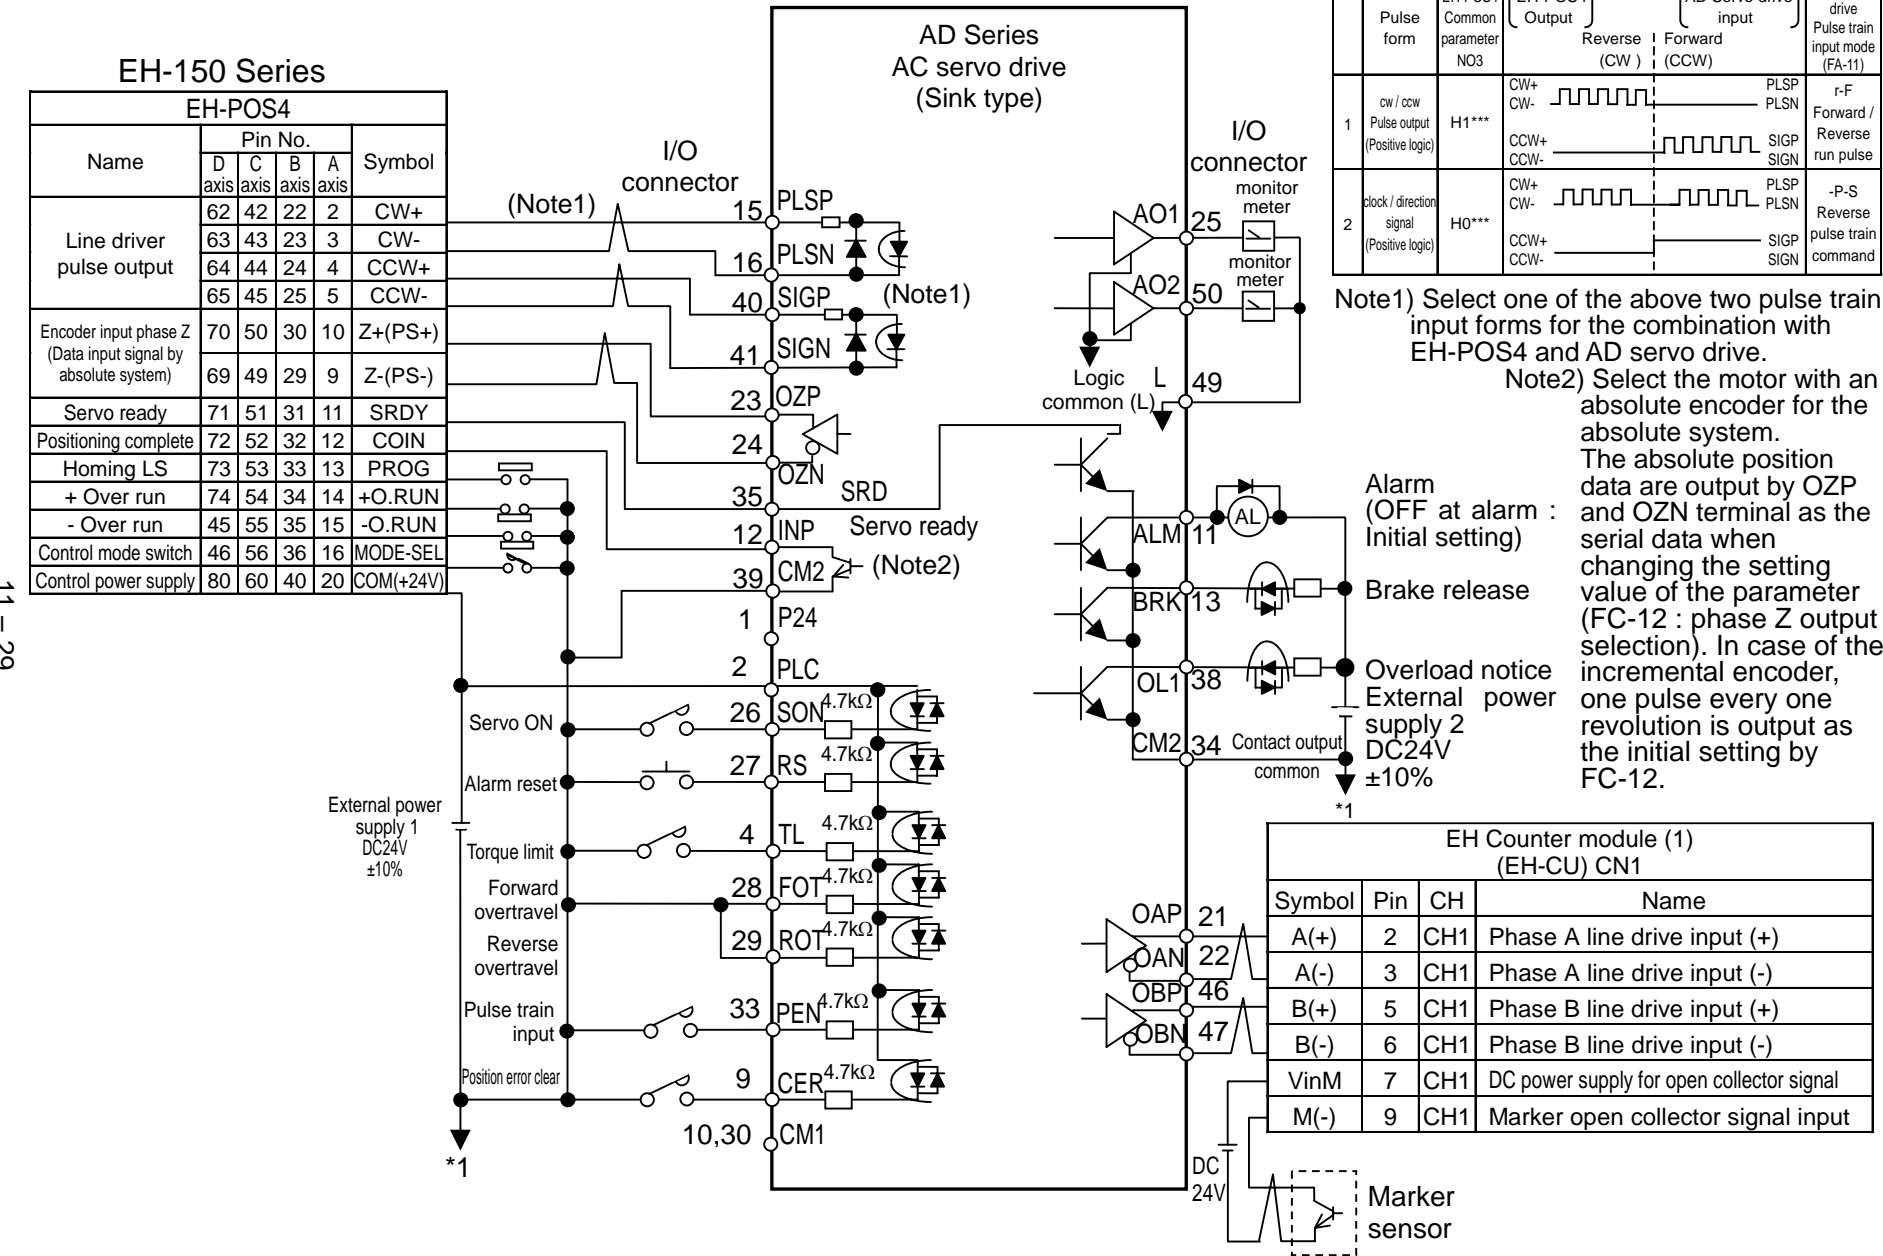 EH-150 Series
EH-POS4
Name
Pin No.
Symbol
D axis C axis B axis A axis
Line driver pulse output
62 42 22 2 CW+
63 43 23 3 CW-
64 44 24 4 CCW+
65 45 25 5 CCW-
Encoder input phase Z
(Data input signal by
absolute system)
70 50 30 10 Z+(PS+)
69 49 29 9 Z-(PS-)
Servo ready 71 51 31 11 SRDY
Positioning complete 72 52 32 12 COIN
Homing LS 73 53 33 13 PROG
+ Over run 74 54 34 14 +O.RUN
- Over run 45 55 35 15 -O.RUN
Control mode switch 46 56 36 16 MODE-SEL
Control power supply 80 60 40 20 COM(+24V)
11 – 29
(Note1)
I/O
connector
AD Series
AC servo drive
(Sink type)
15 PLSP
16 PLSN
40 SIGP
(Note1)
41 SIGN
23 OZP
24
OZN
35 SRD
Servo ready
12 INP
(Note2)
39 CM2
1 P24
2 PLC
Servo ON 26 SON 4.7kΩ
Alarm reset 27 RS 4.7kΩ
External power
supply 1
DC24V
±10%
Torque limit 4 TL 4.7kΩ
Forward
overtravel
28 FOT 4.7kΩ
Reverse
overtravel
29 ROT 4.7kΩ
Pulse train
input
33 PEN 4.7kΩ
Position error clear 9 CER 4.7kΩ
10,30 CM1
*1
I/O
connector
monitor
meter
AO1 25
monitor
meter
AO2 50
Logic
common (L)
L 49
ALM 11 AL
Alarm
(OFF at alarm :
Initial setting)
BRK 13
Brake release
OL1 38
Overload notice
External power
supply 2
DC24V
±10%
CM2 34 Contact output
common
*1
OAP 21
OAN 22
OBP 46
OBN 47
EH Counter module (1)
(EH-CU) CN1
Symbol Pin CH Name
A(+) 2 CH1 Phase A line drive input (+)
A(-) 3 CH1 Phase A line drive input (-)
B(+) 5 CH1 Phase B line drive input (+)
B(-) 6 CH1 Phase B line drive input (-)
VinM 7 CH1 DC power supply for open collector signal
M(-) 9 CH1 Marker open collector signal input
DC
24V
Marker
sensor
Pulse
form
Common
parameter
NO3
Output
Reverse
(CW )
input
Forward
(CCW)
drive
Pulse train
input mode
(FA-11)
1
cw / ccw
Pulse output
(Positive logic)
H1***
CW+ PLSP
CW- PLSN
CCW+ SIGP
CCW- SIGN
r-F
Forward /
Reverse
run pulse
2
clock / direction
signal
(Positive logic)
H0***
CW+ PLSP
CW- PLSN
CCW+ SIGP
CCW- SIGN
-P-S
Reverse
pulse train
command
Note1) Select one of the above two pulse train
input forms for the combination with
EH-POS4 and AD servo drive.
Note2) Select the motor with an
absolute encoder for the
absolute system.
The absolute position
data are output by OZP
and OZN terminal as the
serial data when
changing the setting
value of the parameter
(FC-12 : phase Z output
selection). In case of the
incremental encoder,
one pulse every one
revolution is output as
the initial setting by
FC-12.